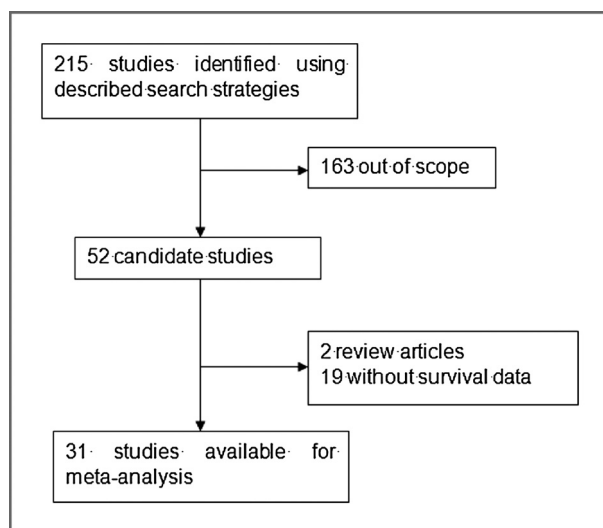 215 studies identified using
described search strategies
163 out of scope
52 candidate studies
2 review articles
19 without survival data
31 studies available for
meta-analysis